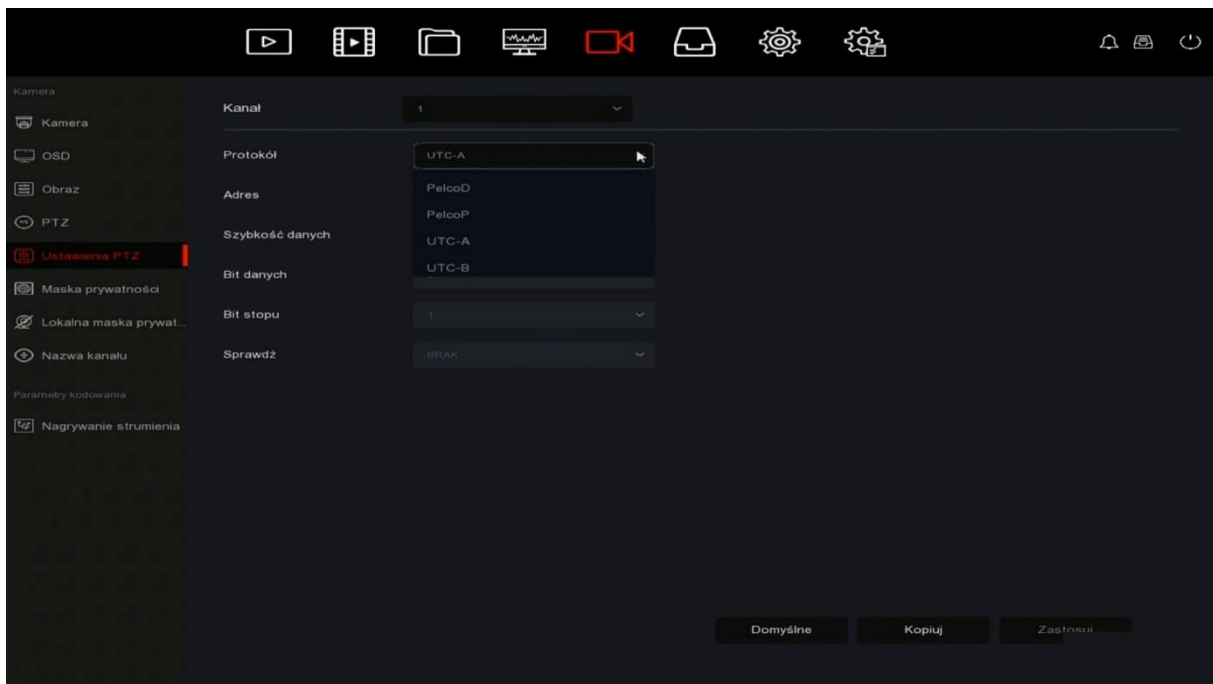 Kamera
Kamera
OSD
Obraz
PTZ
Ustawienia PTZ
Maska prywatności
Lokalna maska prywat...
Nazwa kanału
Parametry kodowania
Nagrywanie strumienia
Kanał 1
Protokół UTC-A
PelcoD
Adres
PelcoP
Szybkość danych
UTC-A
UTC-B
Bit danych
Bit stopu 1
Sprawdź BRAK
Domyślne Kopiuj Zastosuj